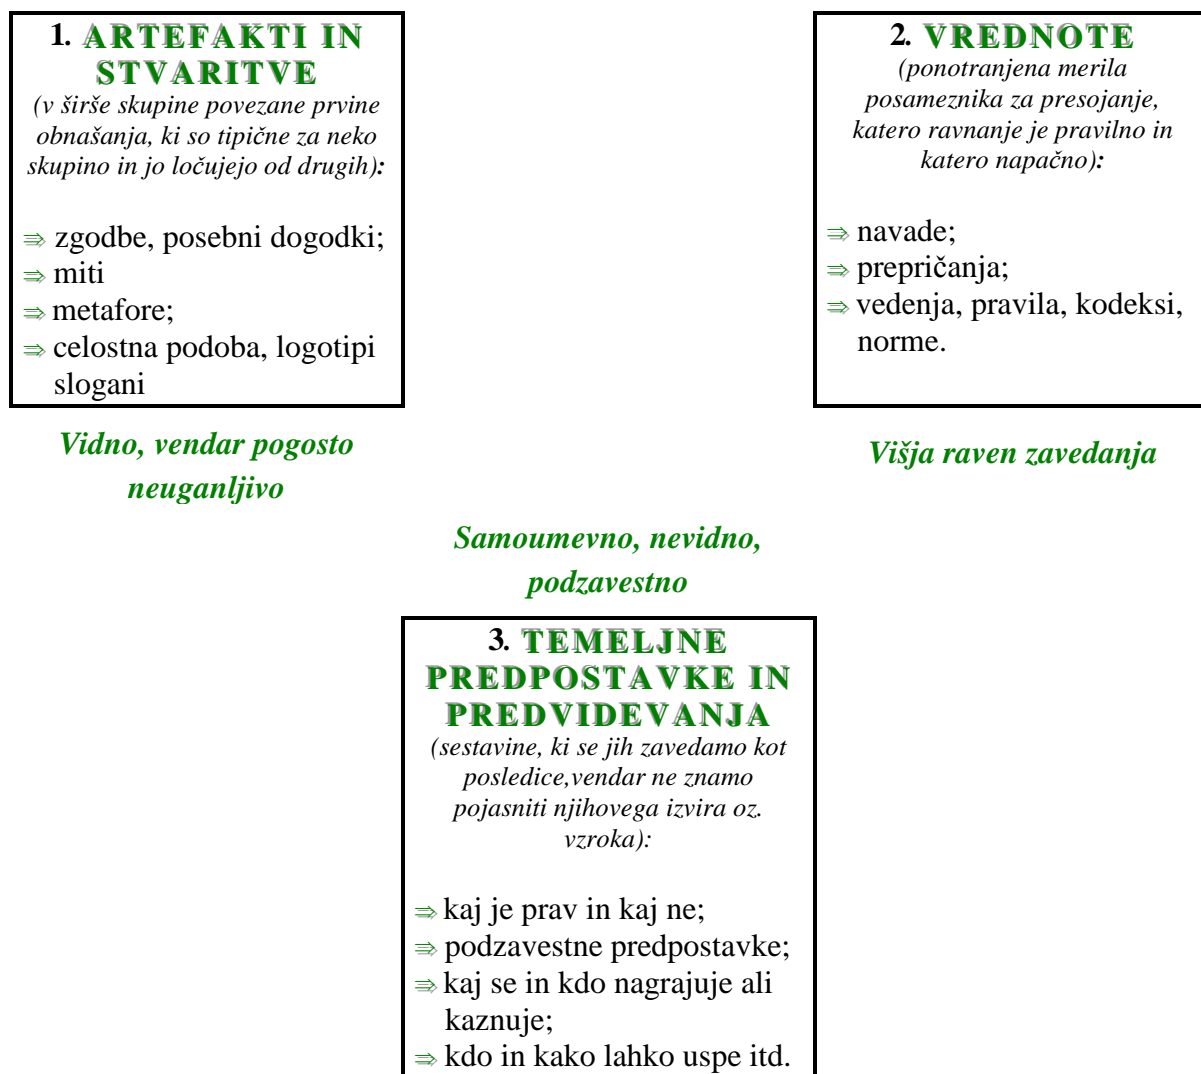 1. ARTEFAKTI IN
STVARITVE
(v širše skupine povezane prvine
obnašanja, ki so tipične za neko
skupino in jo ločujejo od drugih):
⇒ zgodbe, posebni dogodki;
⇒ miti
⇒ metafore;
⇒ celostna podoba, logotipi
slogani
Vidno, vendar pogosto
neuganljivo
2. VREDNOTE
(ponotranjena merila
posameznika za presojanje,
katero ravnanje je pravilno in
katero napačno):
⇒ navade;
⇒ prepričanja;
⇒ vedenja, pravila, kodeksi,
norme.
Višja raven zavedanja
Samoumevno, nevidno,
podzavestno
3. TEMELJNE
PREDPOSTAVKE IN
PREDVIDEVANJA
(sestavine, ki se jih zavedamo kot
posledice,vendar ne znamo
pojasniti njihovega izvira oz.
vzroka):
⇒ kaj je prav in kaj ne;
⇒ podzavestne predpostavke;
⇒ kaj se in kdo nagrajuje ali
kaznuje;
⇒ kdo in kako lahko uspe itd.